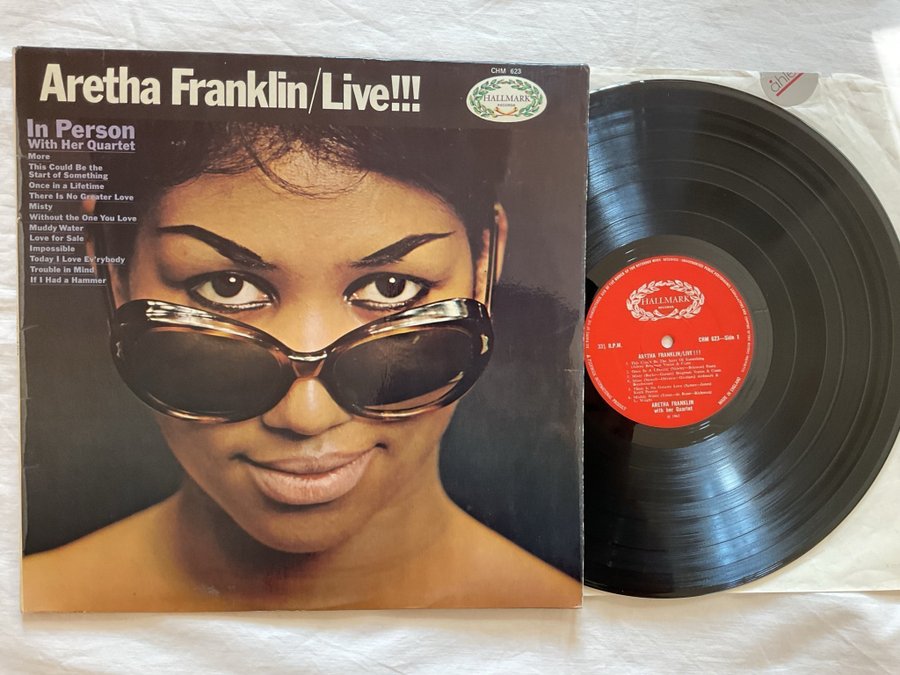 Aretha Franklin/Live!!!
CHM 623
HALLMARK
RECORDS
In Person
With Her Quartet
More
This Could Be the
Start of Something
Once in a Lifetime
There Is No Greater Love
Misty
Without the One You Love
Muddy Water
Love for Sale
Impossible
Today I Love Ev'rybody
Trouble in Mind
If I Had a Hammer
HALLMARK
RECORDS
33⅓ R.P.M.
CHM 623—Side 1
ARETHA FRANKLIN/LIVE!!!
ARETHA FRANKLIN
with her Quartet
MADE IN ENGLAND